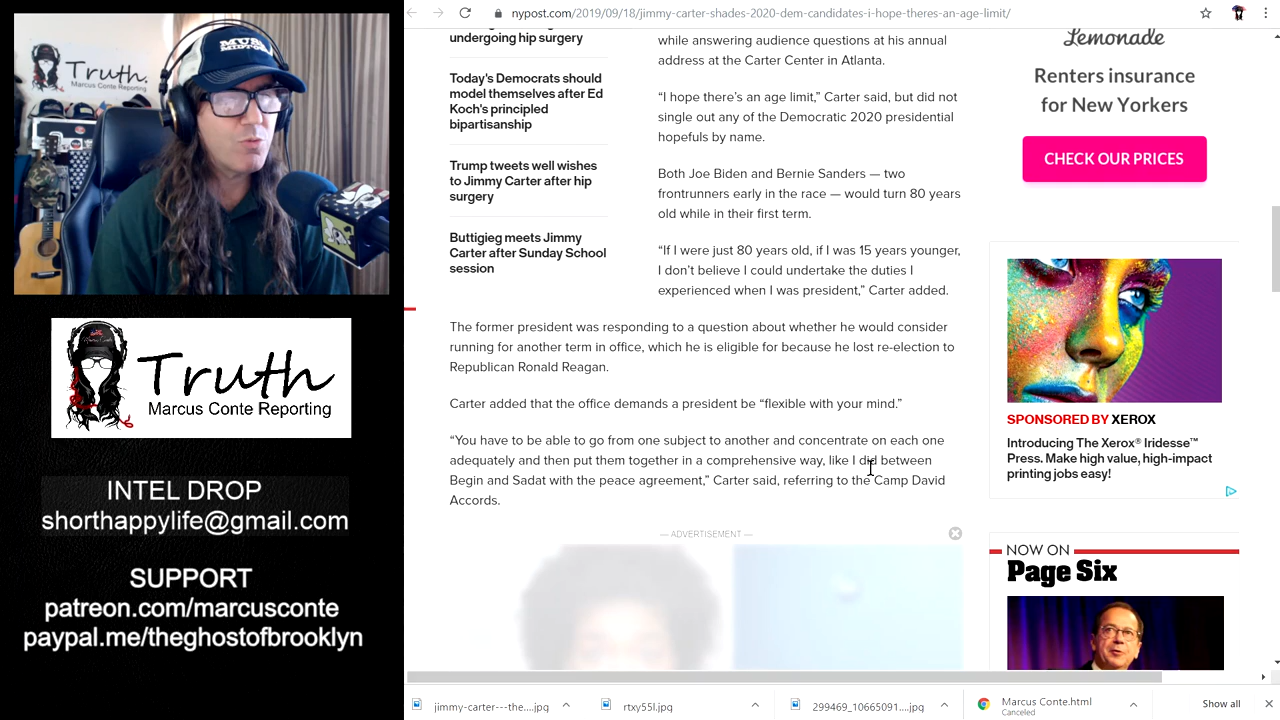 nypost.com/2019/09/18/jimmy-carter-shades-2020-dem-candidates-i-hope-theres-an-age-limit/
Truth.
Marcus Conte Reporting
Truth
Marcus Conte Reporting
INTEL DROP
shorthappylife@gmail.com
SUPPORT
patreon.com/marcusconte
paypal.me/theghostofbrooklyn
undergoing hip surgery
Today's Democrats should
model themselves after Ed
Koch's principled
bipartisanship
Trump tweets well wishes
to Jimmy Carter after hip
surgery
Buttigieg meets Jimmy
Carter after Sunday School
session
while answering audience questions at his annual
address at the Carter Center in Atlanta.
“I hope there’s an age limit,” Carter said, but did not
single out any of the Democratic 2020 presidential
hopefuls by name.
Both Joe Biden and Bernie Sanders — two
frontrunners early in the race — would turn 80 years
old while in their first term.
“If I were just 80 years old, if I was 15 years younger,
I don’t believe I could undertake the duties I
experienced when I was president,” Carter added.
The former president was responding to a question about whether he would consider
running for another term in office, which he is eligible for because he lost re-election to
Republican Ronald Reagan.
Carter added that the office demands a president be “flexible with your mind.”
“You have to be able to go from one subject to another and concentrate on each one
adequately and then put them together in a comprehensive way, like I did between
Begin and Sadat with the peace agreement,” Carter said, referring to the Camp David
Accords.
— ADVERTISEMENT —
Lemonade
Renters insurance
for New Yorkers
CHECK OUR PRICES
SPONSORED BY XEROX
Introducing The Xerox® Iridesse™
Press. Make high value, high-impact
printing jobs easy!
NOW ON
Page Six
jimmy-carter---the....jpg
rtxy55l.jpg
299469_10665091....jpg
Marcus Conte.html
Canceled
Show all